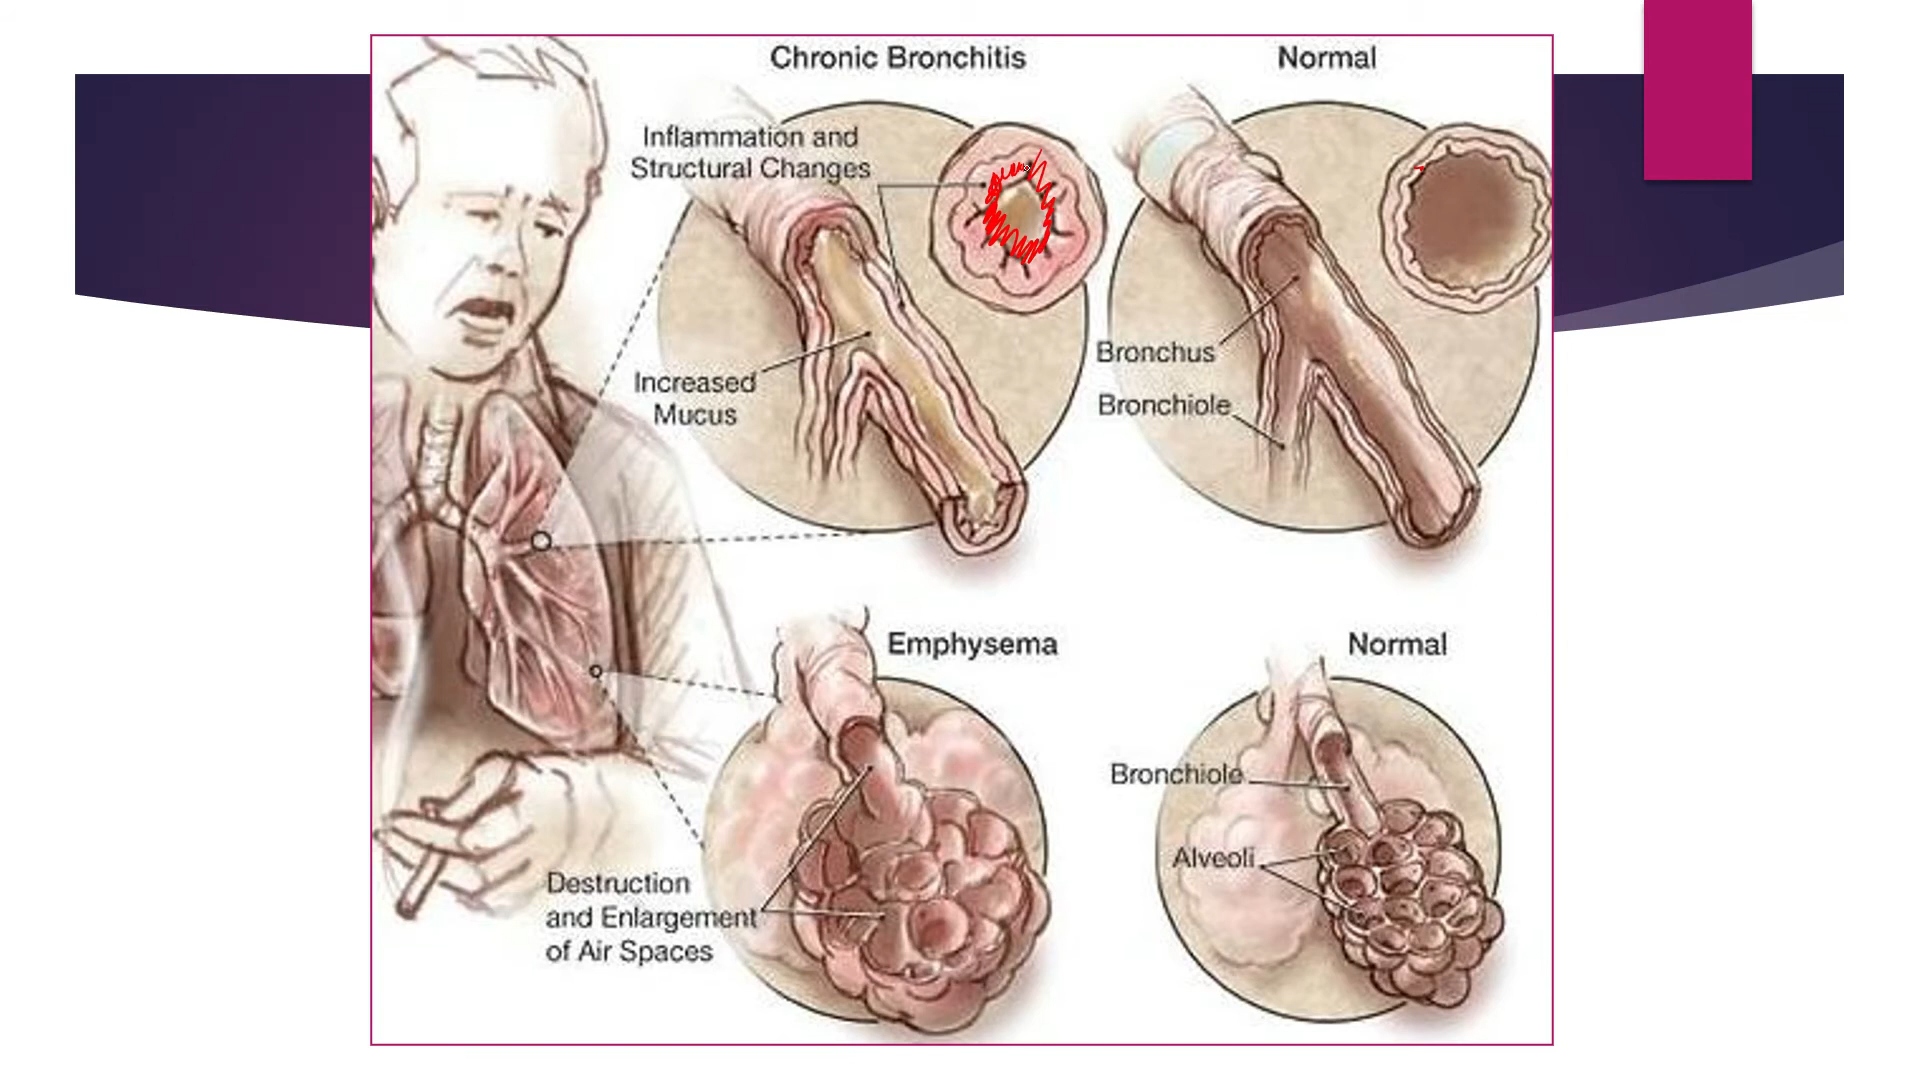 Chronic Bronchitis
Normal
Inflammation and
Structural Changes
Bronchus
Increased
Mucus
Bronchiole
Emphysema
Normal
Bronchiole
Alveoli
Destruction
and Enlargement
of Air Spaces